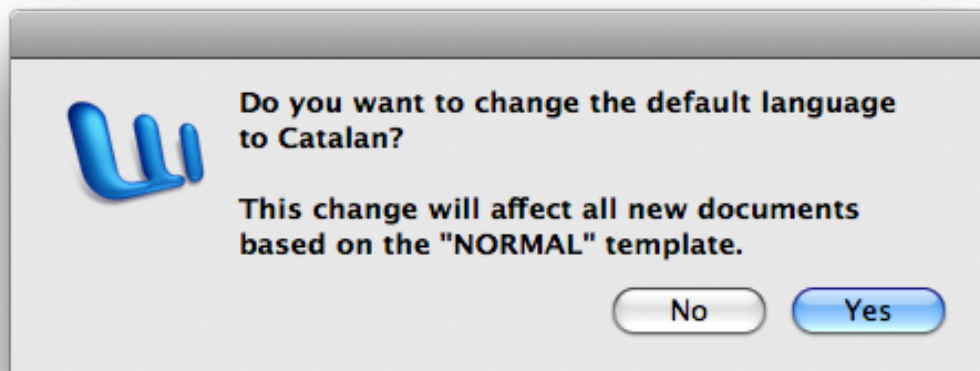 Do you want to change the default language
to Catalan?
This change will affect all new documents
based on the "NORMAL" template.
No
Yes